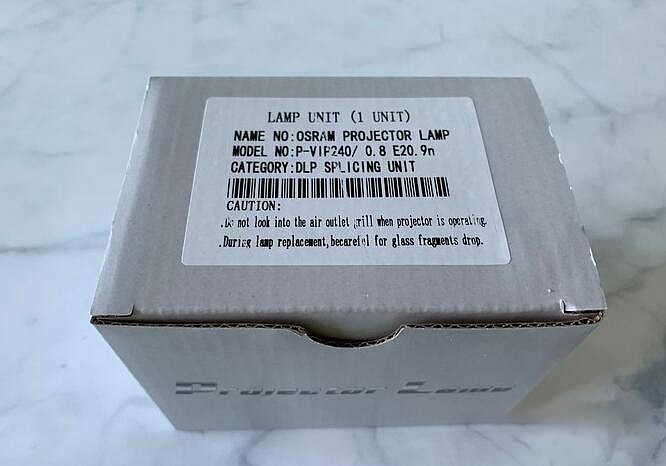 LAMP UNIT (1 UNIT)
NAME NO:OSRAM PROJECTOR LAMP
MODEL NO:P-VIP240/ 0.8 E20.9n
CATEGORY:DLP SPLICING UNIT
CAUTION:
.Do not look into the air outlet grill when projector is operating.
.During lamp replacement,becareful for glass fragments drop.
Projector Lamp